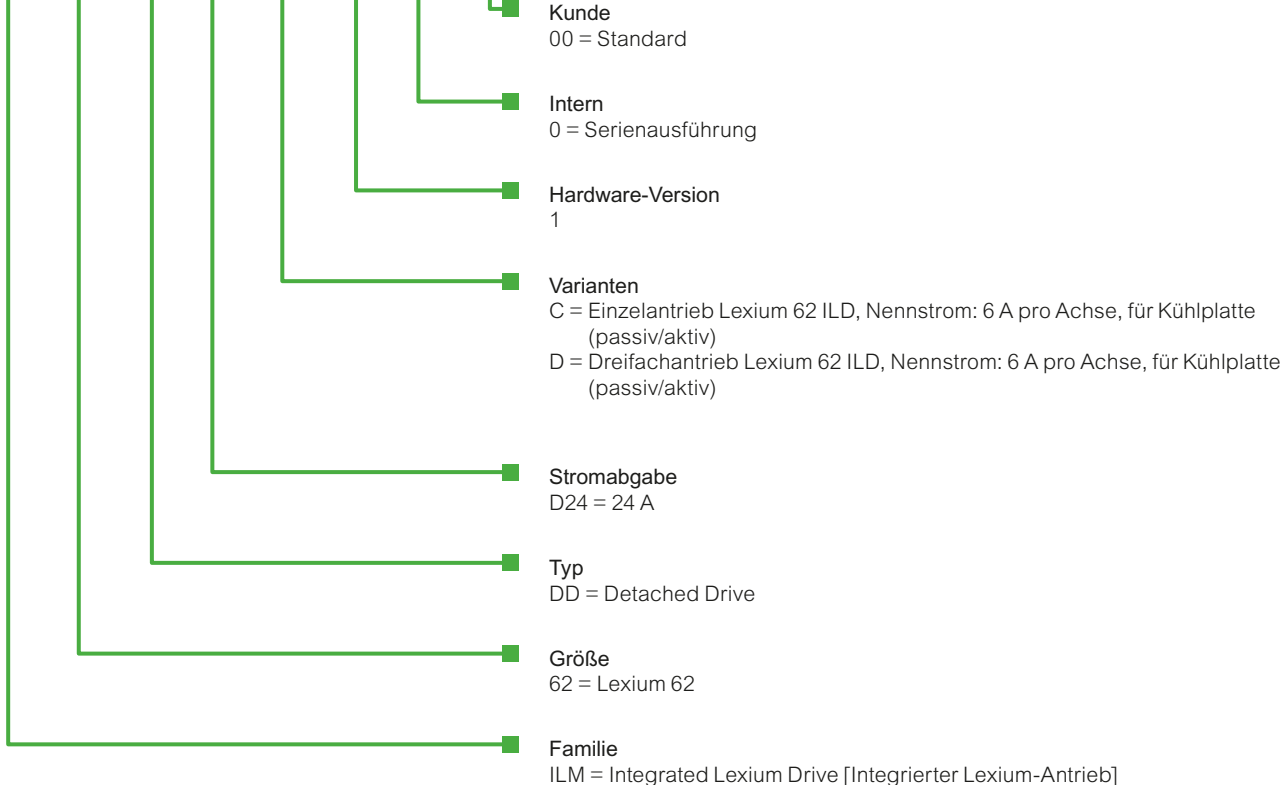 Kunde
00 = Standard
Intern
0 = Serienausführung
Hardware-Version
1
Varianten
C = Einzelantrieb Lexium 62 ILD, Nennstrom: 6 A pro Achse, für Kühlplatte
(passiv/aktiv)
D = Dreifachantrieb Lexium 62 ILD, Nennstrom: 6 A pro Achse, für Kühlplatte
(passiv/aktiv)
Stromabgabe
D24 = 24 A
Typ
DD = Detached Drive
Größe
62 = Lexium 62
Familie
ILM = Integrated Lexium Drive [Integrierter Lexium-Antrieb]